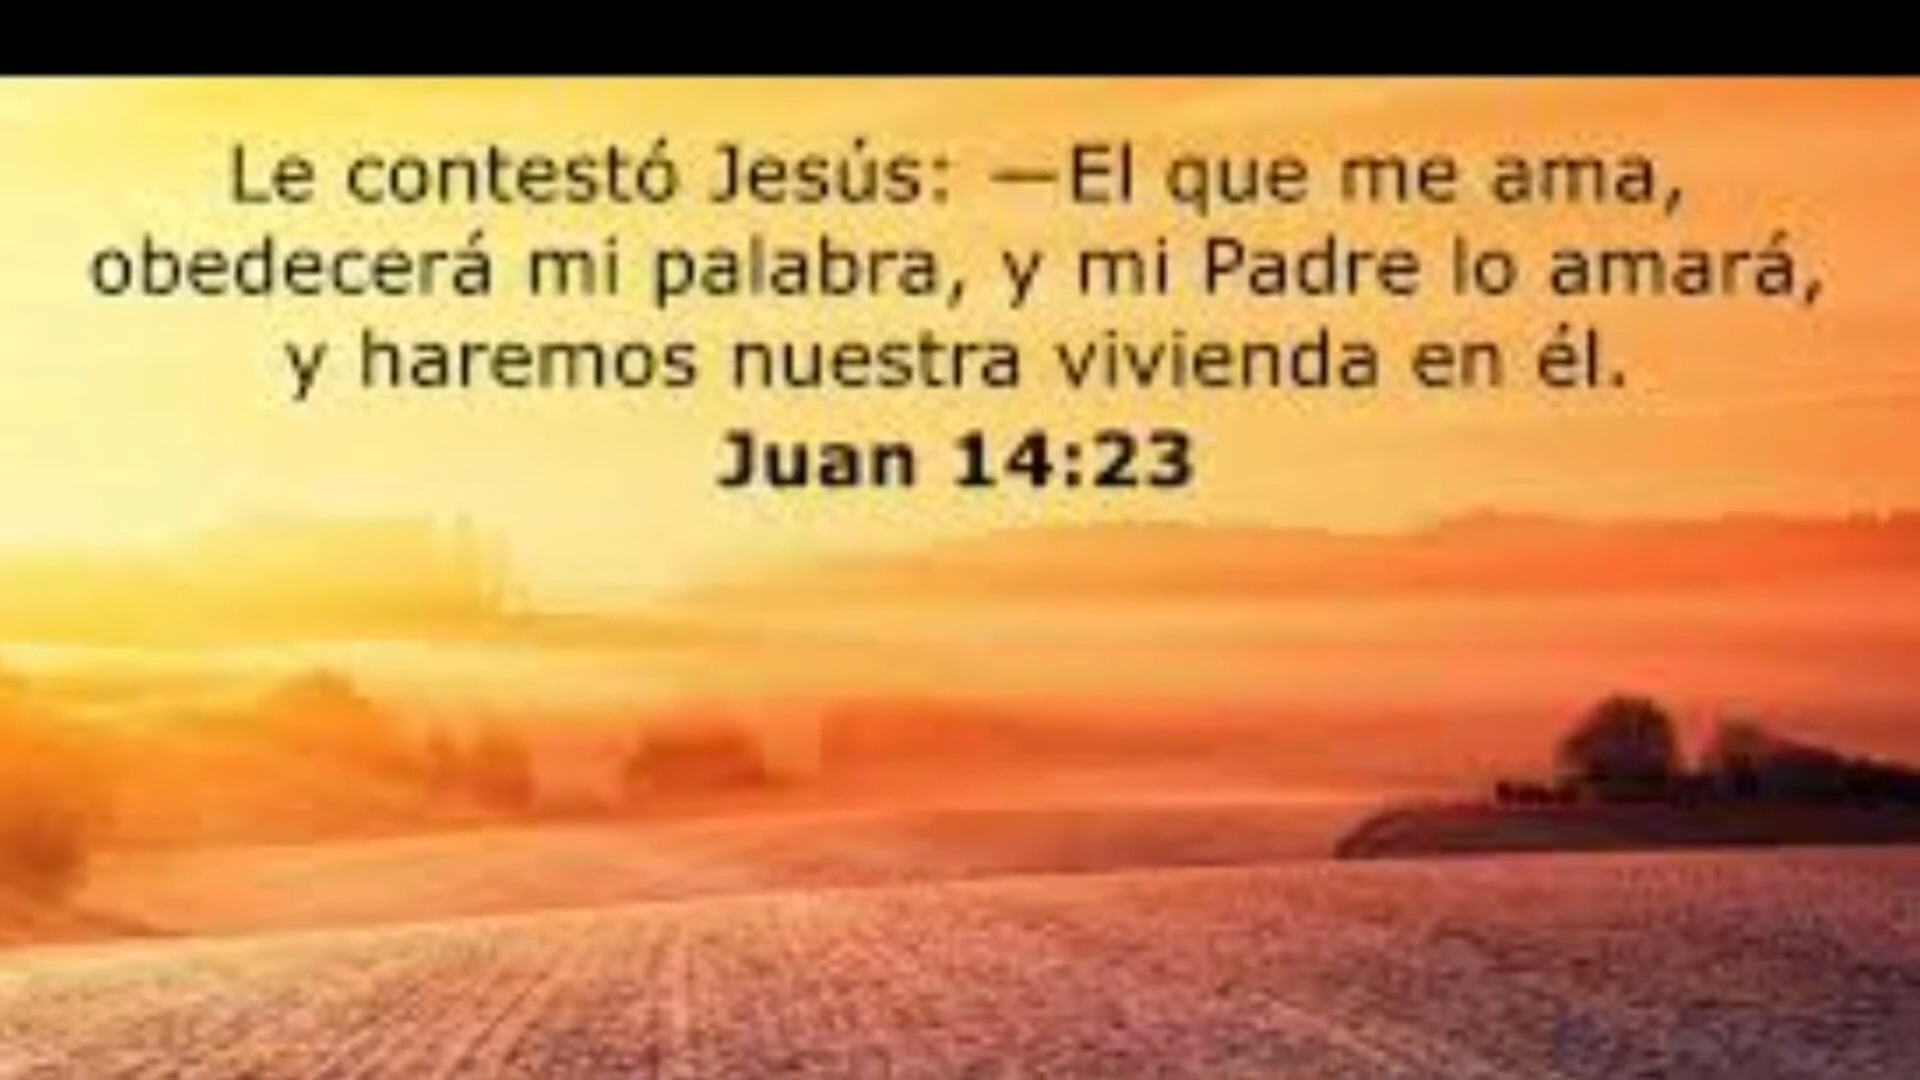 Le contestó Jesús: —El que me ama,
obedecerá mi palabra, y mi Padre lo amará,
y haremos nuestra vivienda en él.
Juan 14:23